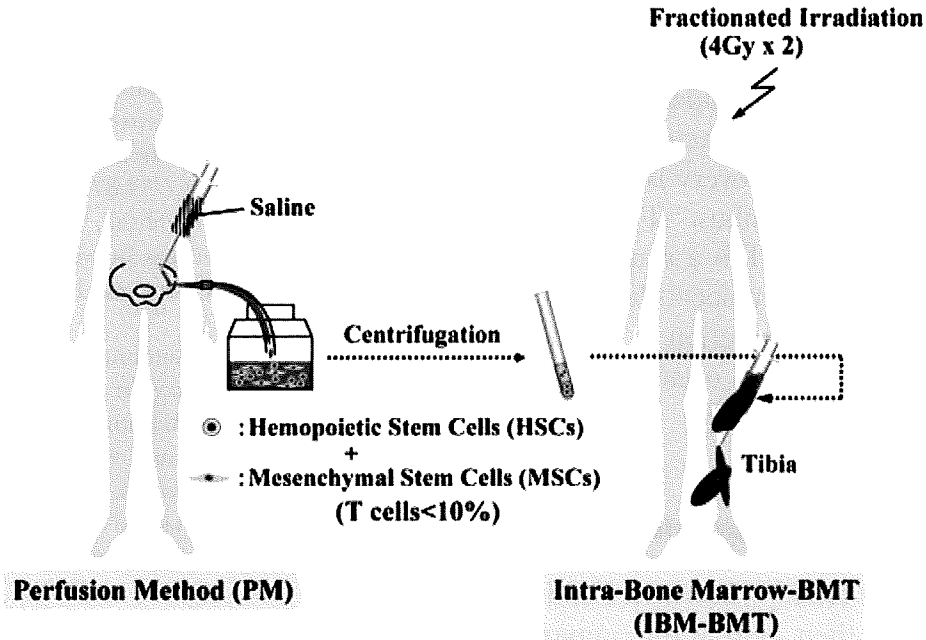 Fractionated Irradiation
(4Gy x 2)
Saline
Centrifugation
: Hemopoietic Stem Cells (HSCs)
+
: Mesenchymal Stem Cells (MSCs)
(T cells<10%)
Tibia
Perfusion Method (PM)
Intra-Bone Marrow-BMT
(IBM-BMT)